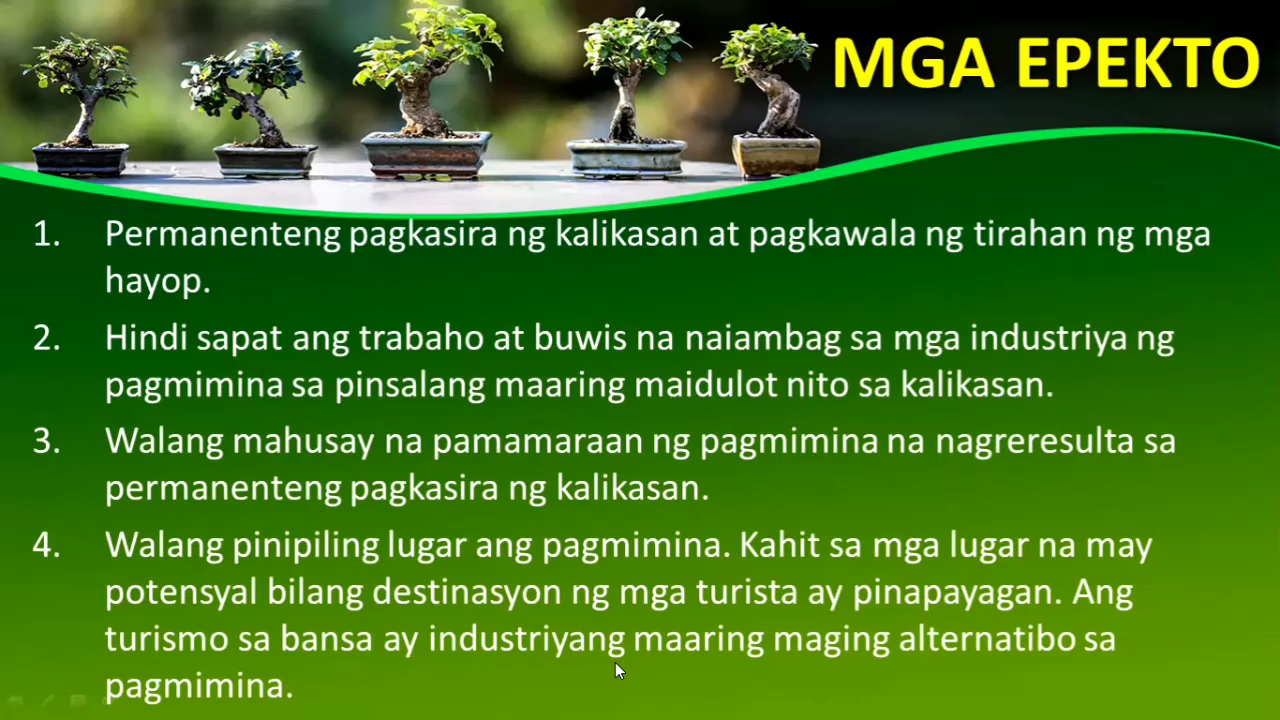 MGA EPEKTO
1. Permanenteng pagkasira ng kalikasan at pagkawala ng tirahan ng mga
hayop.
2. Hindi sapat ang trabaho at buwis na naiambag sa mga industriya ng
pagmimina sa pinsalang maaring maidulot nito sa kalikasan.
3. Walang mahusay na pamamaraan ng pagmimina na nagreresulta sa
permanenteng pagkasira ng kalikasan.
4. Walang pinipiling lugar ang pagmimina. Kahit sa mga lugar na may
potensyal bilang destinasyon ng mga turista ay pinapayagan. Ang
turismo sa bansa ay industriyang maaring maging alternatibo sa
pagmimina.